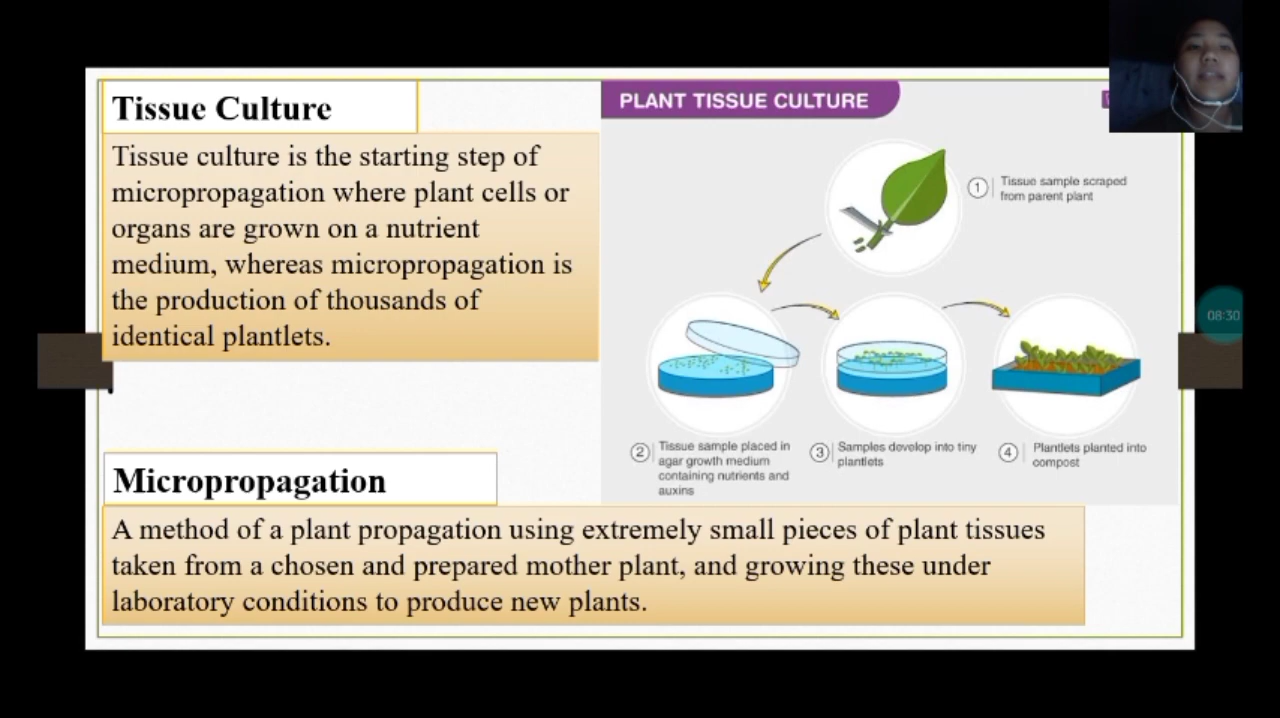 Tissue Culture
Tissue culture is the starting step of
micropropagation where plant cells or
organs are grown on a nutrient
medium, whereas micropropagation is
the production of thousands of
identical plantlets.
PLANT TISSUE CULTURE
1 Tissue sample scraped
from parent plant
2 Tissue sample placed in
agar growth medium
containing nutrients and
auxins
3 Samples develop into tiny
plantlets
4 Plantlets planted into
compost
08:30
Micropropagation
A method of a plant propagation using extremely small pieces of plant tissues
taken from a chosen and prepared mother plant, and growing these under
laboratory conditions to produce new plants.